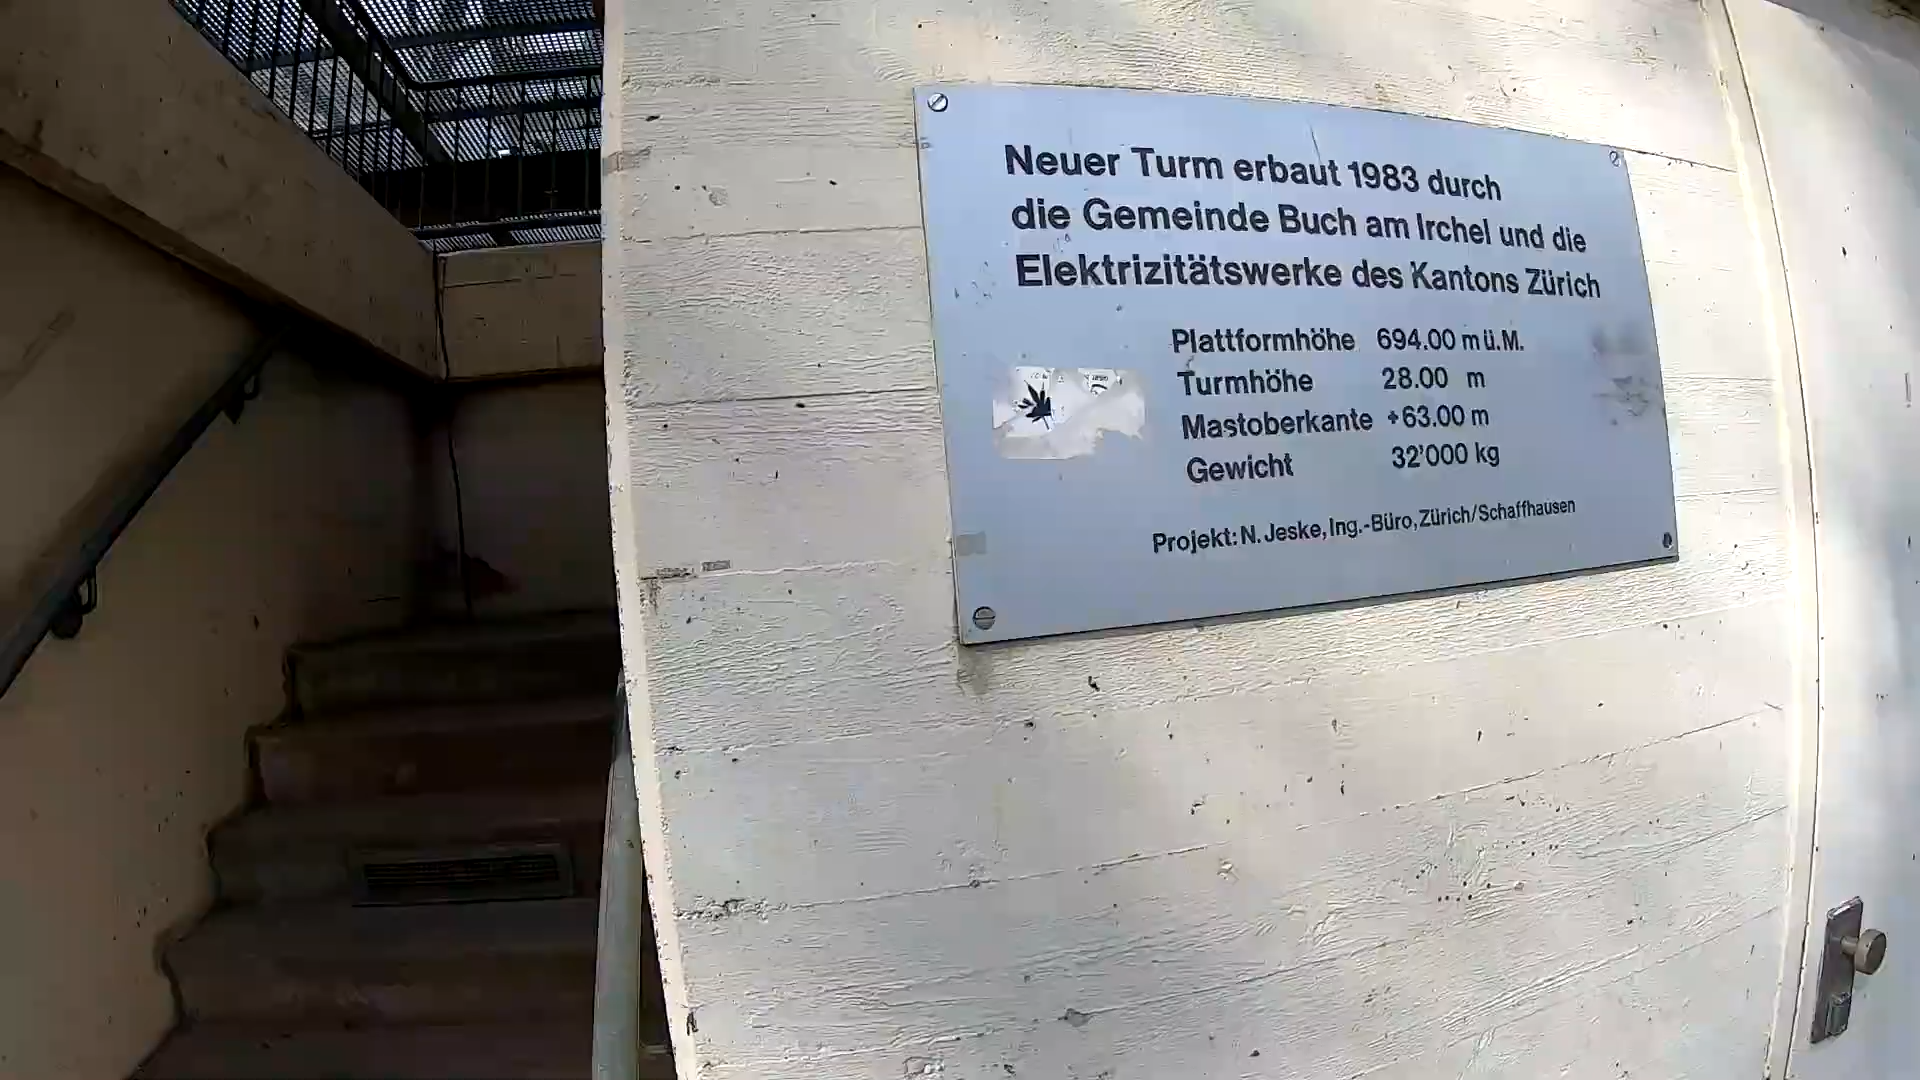 Neuer Turm erbaut 1983 durch
die Gemeinde Buch am Irchel und die
Elektrizitätswerke des Kantons Zürich
Plattformhöhe 694.00 m ü.M.
Turmhöhe 28.00 m
Mastoberkante +63.00 m
Gewicht 32'000 kg
Projekt: N. Jeske, Ing.-Büro, Zürich/Schaffhausen